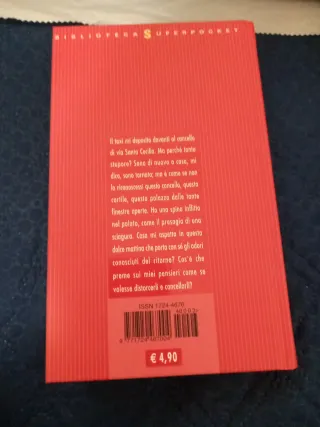 BIBLIOTECA SUPERPOCKET
Il taxi mi deposita davanti al cancello
di via Santa Cecilia. Ma perché tanto
stupore? Sono di nuovo a casa, mi
dico, sono tornata; ma è come se non
lo riconoscessi questo cancello, questo
cortile, questo palazzo dalle tante
finestre aperte. Ho una spina infilata
nel palato, come il presagio di una
sciagura. Cosa mi aspetta in questa
dolce mattina che porta con sé gli odori
conosciuti del ritorno? Cos'è che
preme sui miei pensieri come se
volesse distorcerli e cancellarli?
ISSN 1724-4676
€ 4,90